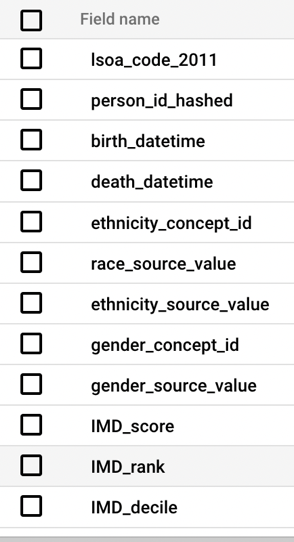 Field name
lsoa_code_2011
person_id_hashed
birth_datetime
death_datetime
ethnicity_concept_id
race_source_value
ethnicity_source_value
gender_concept_id
gender_source_value
IMD_score
IMD_rank
IMD_decile